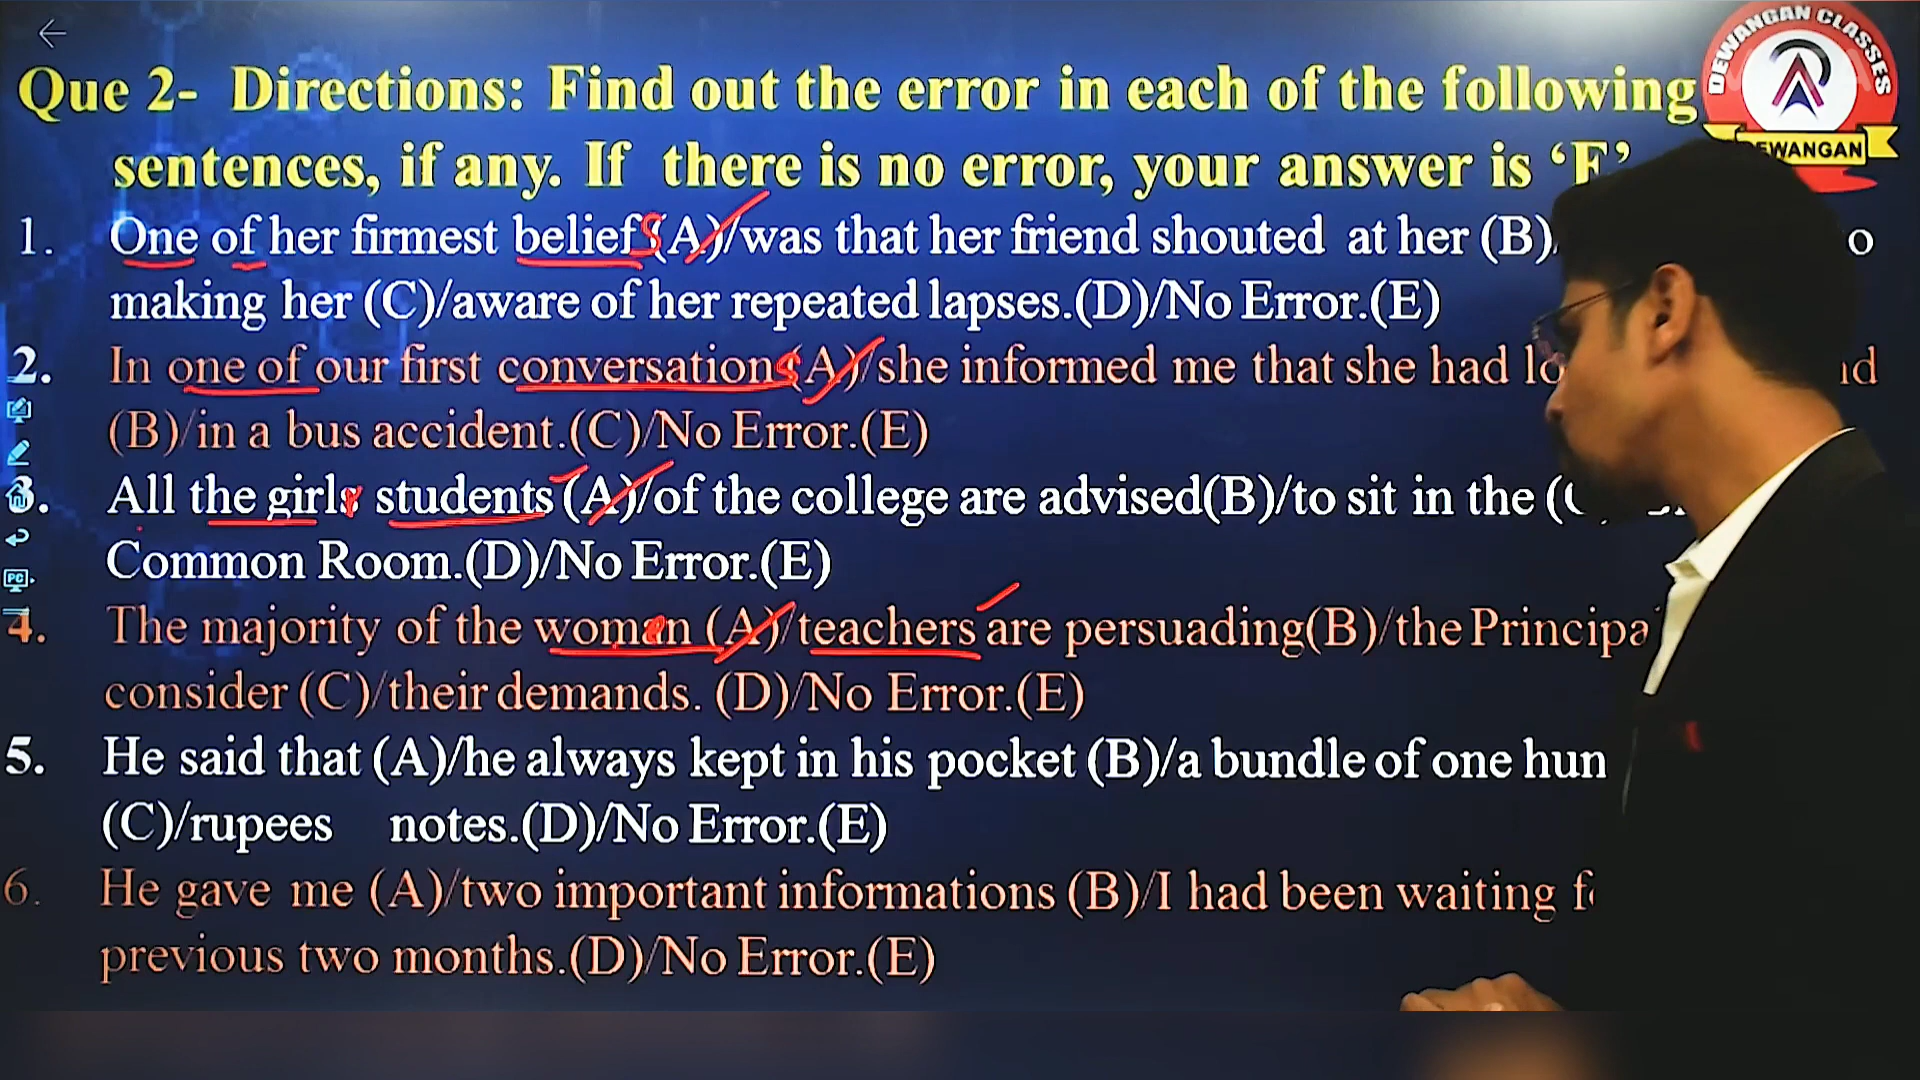 Que 2- Directions: Find out the error in each of the following
DEWANGAN CLASSES
sentences, if any. If there is no error, your answer is ‘E’
1. One of her firmest beliefs (A)/was that her friend shouted at her (B)
making her (C)/aware of her repeated lapses.(D)/No Error.(E)
2. In one of our first conversations (A)/she informed me that she had
(B)/in a bus accident.(C)/No Error.(E)
3. All the girls students (A)/of the college are advised(B)/to sit in the
Common Room.(D)/No Error.(E)
4. The majority of the woman (A)/teachers are persuading(B)/the
consider (C)/their demands. (D)/No Error.(E)
5. He said that (A)/he always kept in his pocket (B)/a bundle of one
(C)/rupees notes.(D)/No Error.(E)
6. He gave me (A)/two important informations (B)/I had been waiting
previous two months.(D)/No Error.(E)
PC